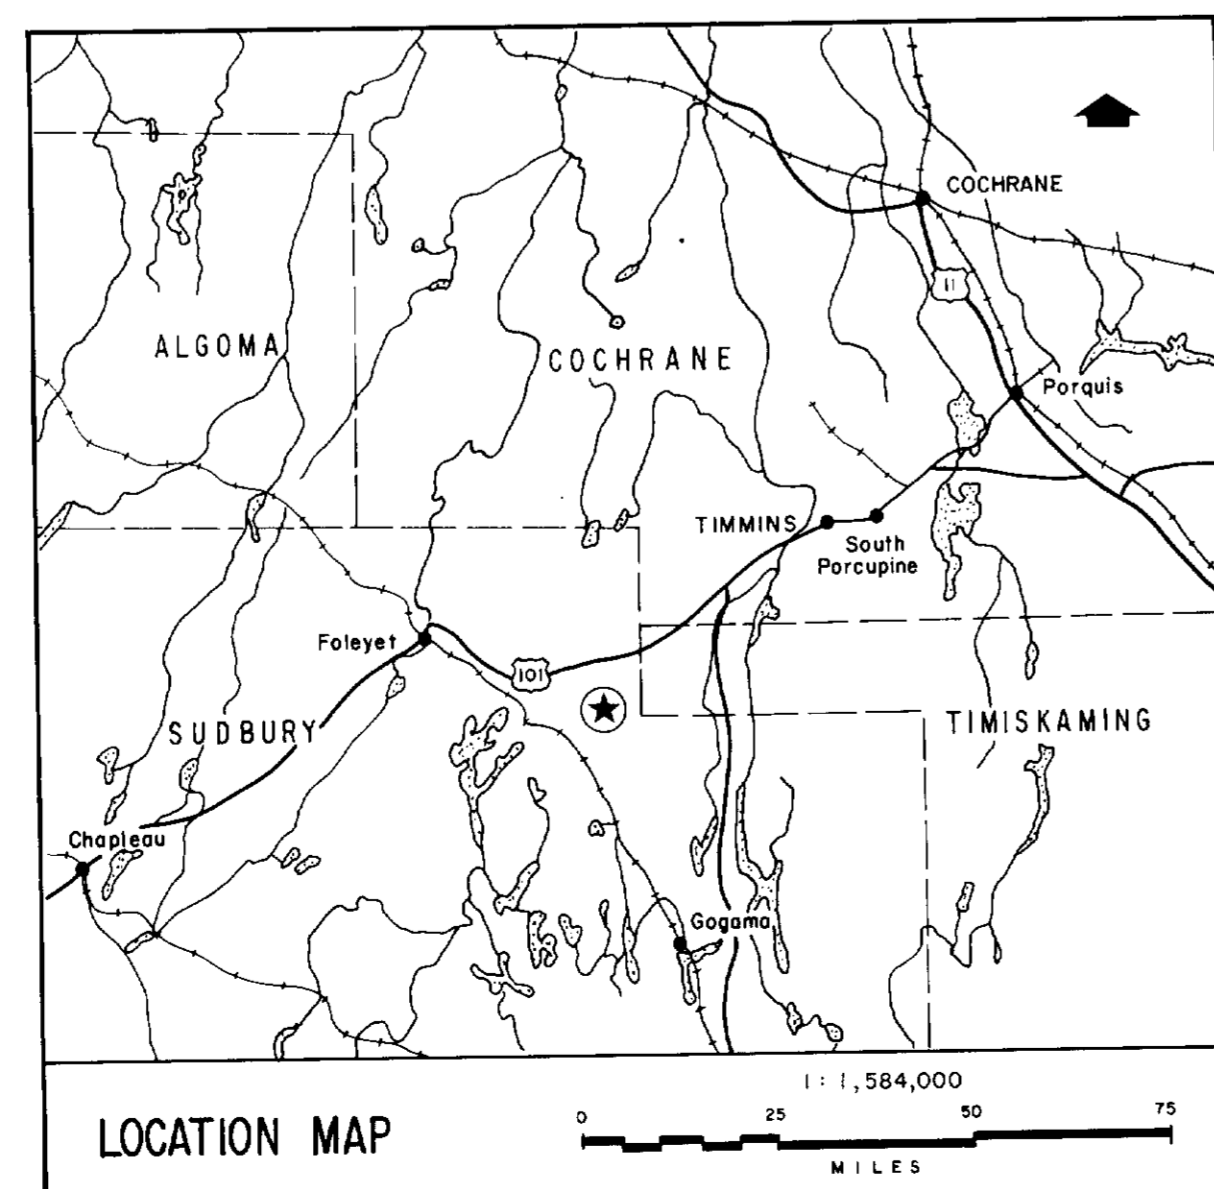 COCHRANE
11
ALGOMA
COCHRANE
Porquis
TIMMINS
South
Porcupine
Foleyet
101
SUDBURY
TIMISKAMING
Chapleau
Gogama
1 : 1,584,000
LOCATION MAP
0 25 50 75
MILES